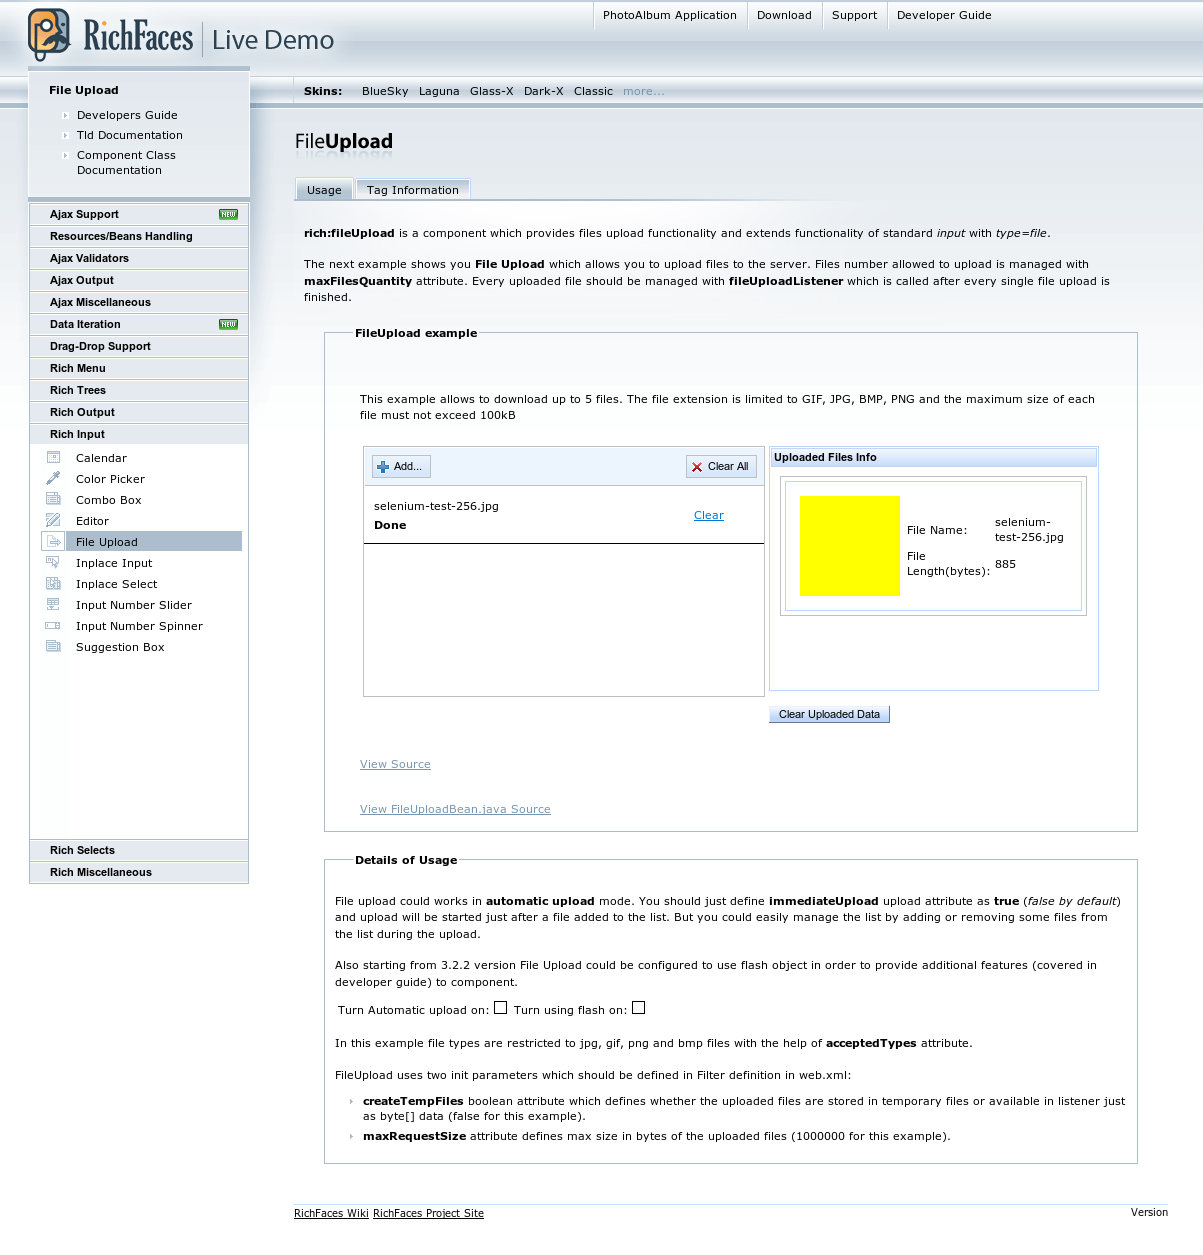 PhotoAlbum Application Download Support Developer Guide
RichFaces Live Demo
File Upload
Developers Guide
Tld Documentation
Component Class
Documentation
Skins: BlueSky Laguna Glass-X Dark-X Classic more...
FileUpload
Usage Tag Information
Ajax Support NEW
Resources/Beans Handling
Ajax Validators
Ajax Output
Ajax Miscellaneous
Data Iteration NEW
Drag-Drop Support
Rich Menu
Rich Trees
Rich Output
Rich Input
Calendar
Color Picker
Combo Box
Editor
File Upload
Inplace Input
Inplace Select
Input Number Slider
Input Number Spinner
Suggestion Box
Rich Selects
Rich Miscellaneous
rich:fileUpload is a component which provides files upload functionality and extends functionality of standard input with type=file.
The next example shows you File Upload which allows you to upload files to the server. Files number allowed to upload is managed with
maxFilesQuantity attribute. Every uploaded file should be managed with fileUploadListener which is called after every single file upload is
finished.
FileUpload example
This example allows to download up to 5 files. The file extension is limited to GIF, JPG, BMP, PNG and the maximum size of each
file must not exceed 100kB
Add... Clear All
selenium-test-256.jpg
Done
Clear
Uploaded Files Info
File Name: selenium-
test-256.jpg
File
Length(bytes): 885
Clear Uploaded Data
View Source
View FileUploadBean.java Source
Details of Usage
File upload could works in automatic upload mode. You should just define immediateUpload upload attribute as true (false by default)
and upload will be started just after a file added to the list. But you could easily manage the list by adding or removing some files from
the list during the upload.
Also starting from 3.2.2 version File Upload could be configured to use flash object in order to provide additional features (covered in
developer guide) to component.
Turn Automatic upload on: Turn using flash on:
In this example file types are restricted to jpg, gif, png and bmp files with the help of acceptedTypes attribute.
FileUpload uses two init parameters which should be defined in Filter definition in web.xml:
createTempFiles boolean attribute which defines whether the uploaded files are stored in temporary files or available in listener just
as byte[] data (false for this example).
maxRequestSize attribute defines max size in bytes of the uploaded files (1000000 for this example).
RichFaces Wiki RichFaces Project Site Version